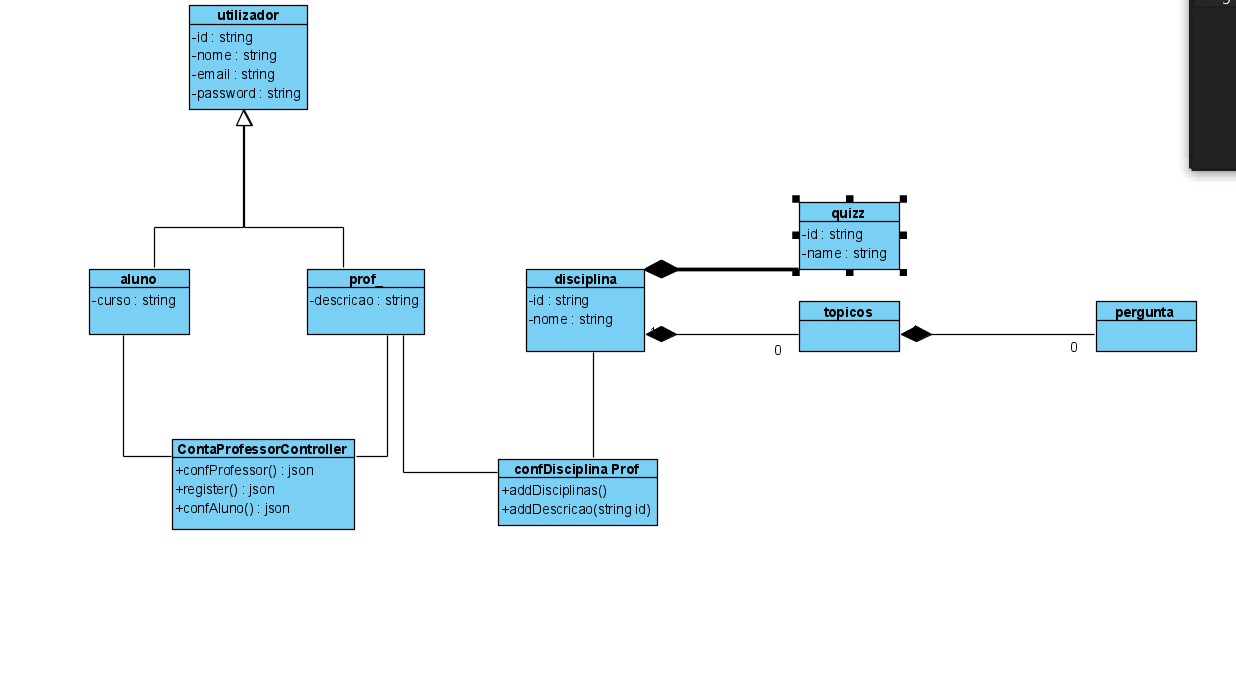 utilizador
-id : string
-nome : string
-email : string
-password : string
quizz
-id : string
-name : string
aluno
-curso : string
prof_
-descricao : string
disciplina
-id : string
-nome : string
topicos
pergunta
0
0
ContaProfessorController
+confProfessor() : json
+register() : json
+confAluno() : json
confDisciplina Prof
+addDisciplinas()
+addDescricao(string id)